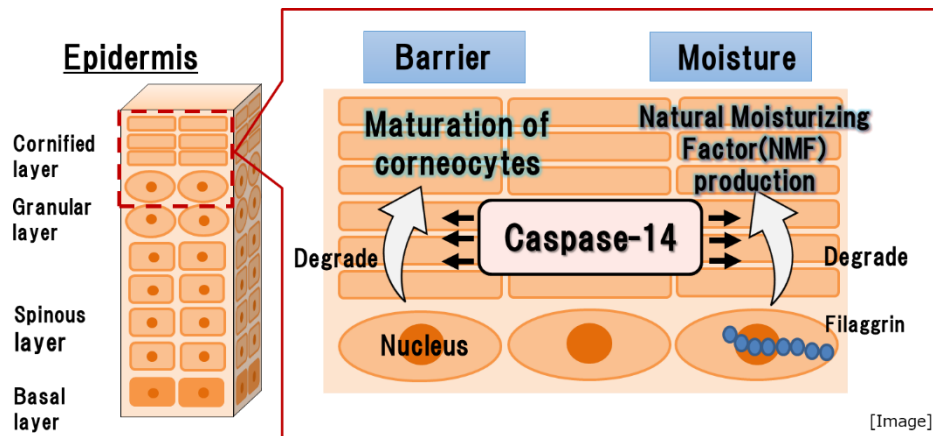 Epidermis
Cornified
layer
Granular
layer
Spinous
layer
Basal
layer
Barrier
Moisture
Maturation of
corneocytes
Natural Moisturizing
Factor(NMF)
production
Caspase-14
Degrade
Degrade
Nucleus
Filaggrin
[Image]